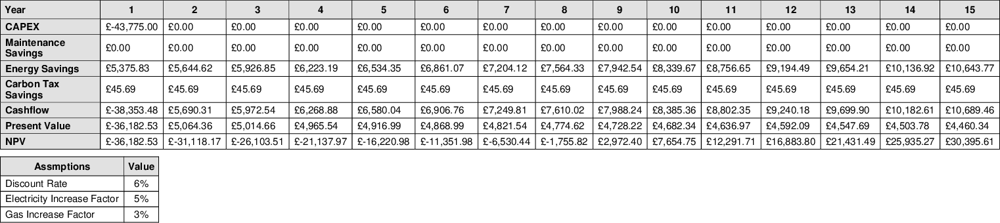 Year 1 2 3 4 5 6 7 8 9 10 11 12 13 14 15
CAPEX £-43,775.00 £0.00 £0.00 £0.00 £0.00 £0.00 £0.00 £0.00 £0.00 £0.00 £0.00 £0.00 £0.00 £0.00 £0.00
Maintenance
Savings £0.00 £0.00 £0.00 £0.00 £0.00 £0.00 £0.00 £0.00 £0.00 £0.00 £0.00 £0.00 £0.00 £0.00 £0.00
Energy Savings £5,375.83 £5,644.62 £5,926.85 £6,223.19 £6,534.35 £6,861.07 £7,204.12 £7,564.33 £7,942.54 £8,339.67 £8,756.65 £9,194.49 £9,654.21 £10,136.92 £10,643.77
Carbon Tax
Savings £45.69 £45.69 £45.69 £45.69 £45.69 £45.69 £45.69 £45.69 £45.69 £45.69 £45.69 £45.69 £45.69 £45.69 £45.69
Cashflow £-38,353.48 £5,690.31 £5,972.54 £6,268.88 £6,580.04 £6,906.76 £7,249.81 £7,610.02 £7,988.24 £8,385.36 £8,802.35 £9,240.18 £9,699.90 £10,182.61 £10,689.46
Present Value £-36,182.53 £5,064.36 £5,014.66 £4,965.54 £4,916.99 £4,868.99 £4,821.54 £4,774.62 £4,728.22 £4,682.34 £4,636.97 £4,592.09 £4,547.69 £4,503.78 £4,460.34
NPV £-36,182.53 £-31,118.17 £-26,103.51 £-21,137.97 £-16,220.98 £-11,351.98 £-6,530.44 £-1,755.82 £2,972.40 £7,654.75 £12,291.71 £16,883.80 £21,431.49 £25,935.27 £30,395.61
Assmptions Value
Discount Rate 6%
Electricity Increase Factor 5%
Gas Increase Factor 3%